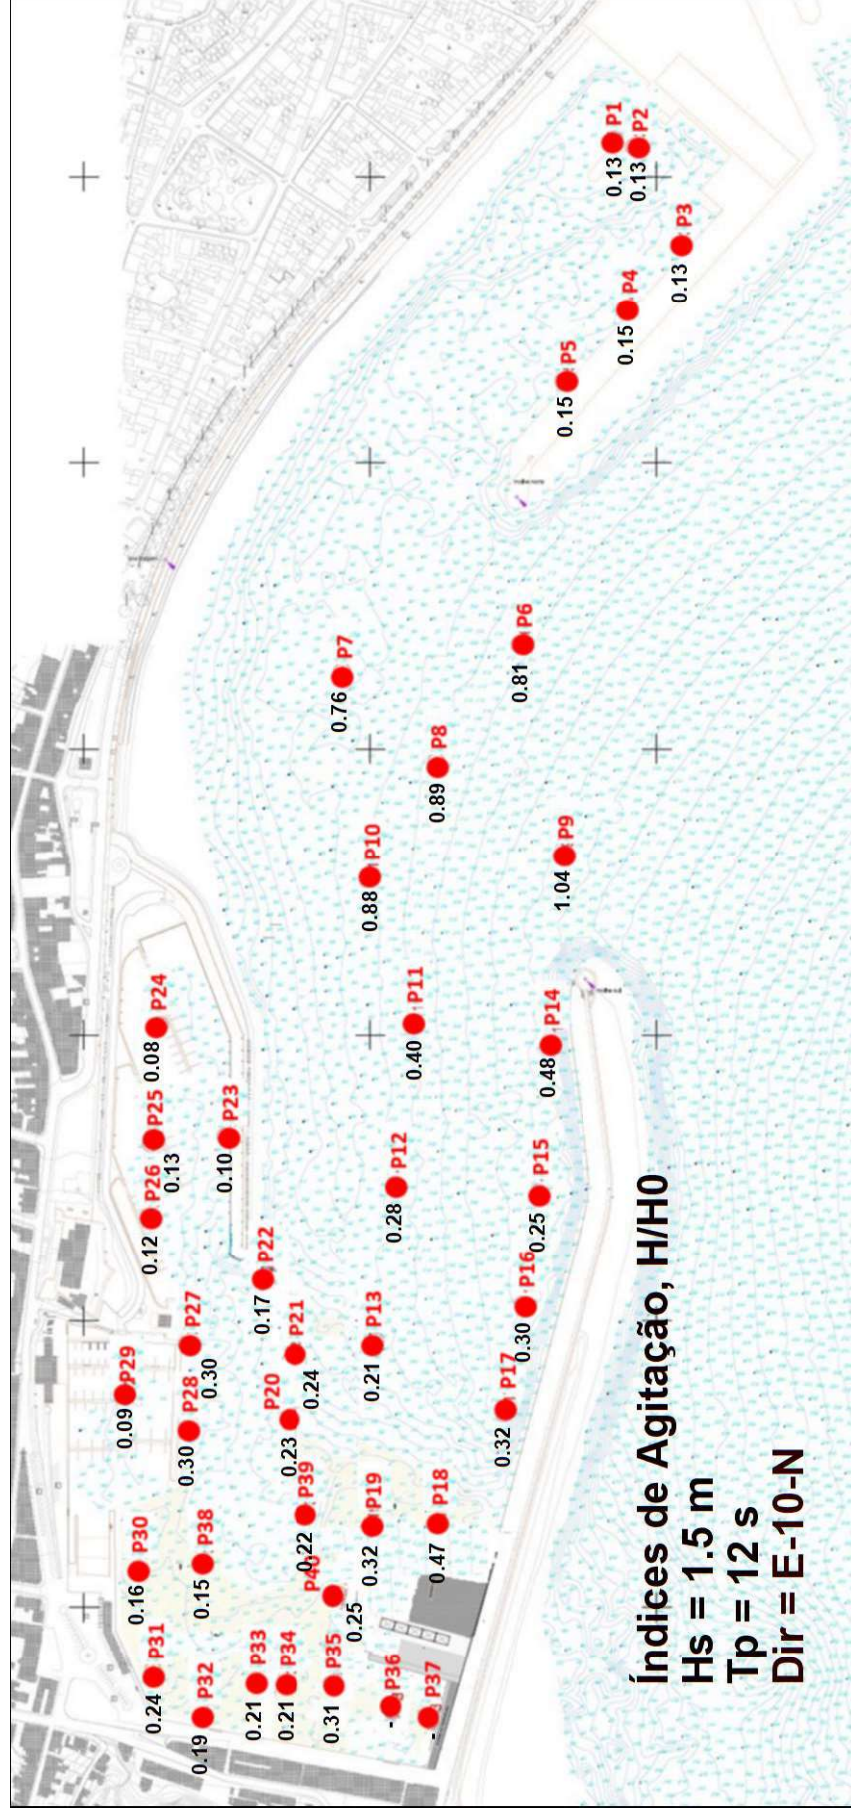 P1
0.13
P2
0.13
P3
0.13
P4
0.15
P5
0.15
P6
0.81
P7
0.76
P8
0.89
P9
1.04
P10
0.88
P11
0.40
P12
0.28
P13
0.21
P14
0.48
P15
0.25
P16
0.30
P17
0.32
P18
0.47
P19
0.32
P20
0.23
P21
0.24
P22
0.17
P23
0.10
P24
0.08
P25
0.13
P26
0.12
P27
0.30
P28
0.30
P29
0.09
P30
0.16
P31
0.24
P32
0.19
P33
0.21
P34
0.21
P35
0.31
P36
-
P37
-
P38
0.15
P39
0.22
P40
0.25
Índices de Agitação, H/H0
Hs = 1.5 m
Tp = 12 s
Dir = E-10-N